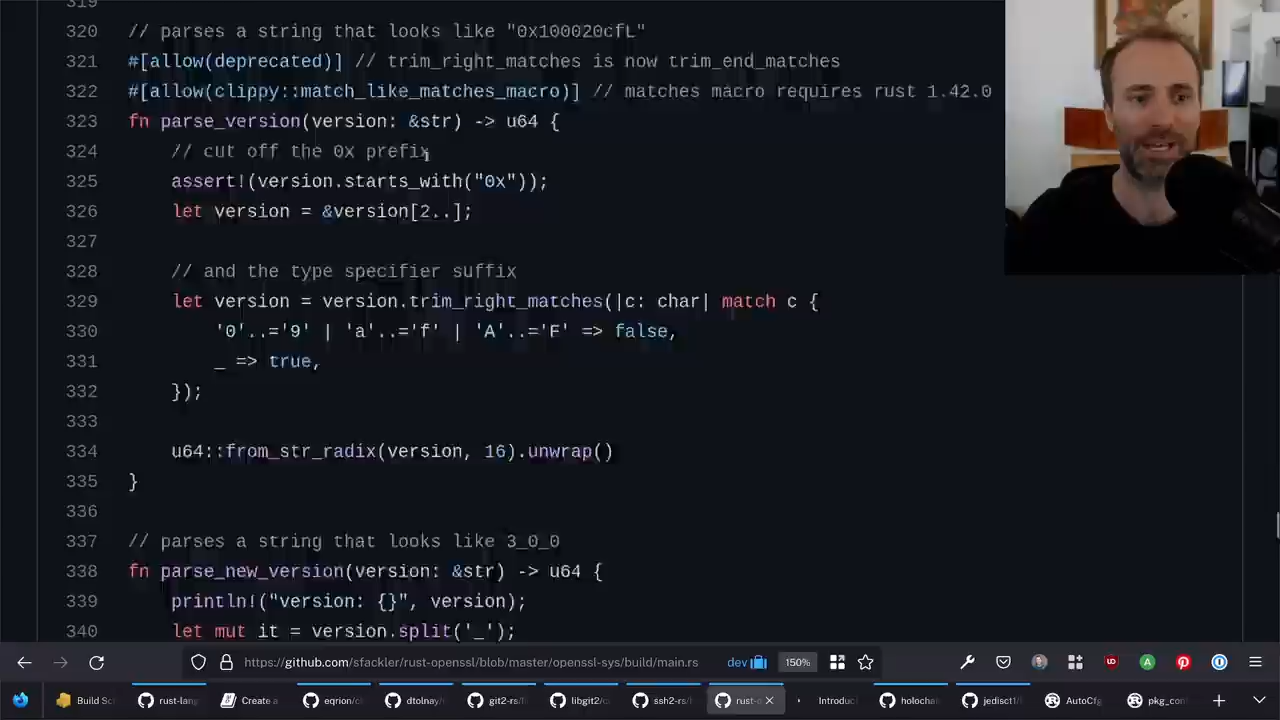 319
320 // parses a string that looks like "0x100020cfL"
321 #[allow(deprecated)] // trim_right_matches is now trim_end_matches
322 #[allow(clippy::match_like_matches_macro)] // matches macro requires rust 1.42.0
323 fn parse_version(version: &str) -> u64 {
324 // cut off the 0x prefix
325 assert!(version.starts_with("0x"));
326 let version = &version[2..];
327
328 // and the type specifier suffix
329 let version = version.trim_right_matches(|c: char| match c {
330 '0'..='9' | 'a'..='f' | 'A'..='F' => false,
331 _ => true,
332 });
333
334 u64::from_str_radix(version, 16).unwrap()
335 }
336
337 // parses a string that looks like 3_0_0
338 fn parse_new_version(version: &str) -> u64 {
339 println!("version: {}", version);
340 let mut it = version.split('_');
https://github.com/sfackler/rust-openssl/blob/master/openssl-sys/build/main.rs dev 150%
Build Sc rust-lang Create a eqrion/c dtolnay/ git2-rs/ libgit2/c ssh2-rs/ rust-o Introduc holochai jedisct1/ AutoCfg pkg_con